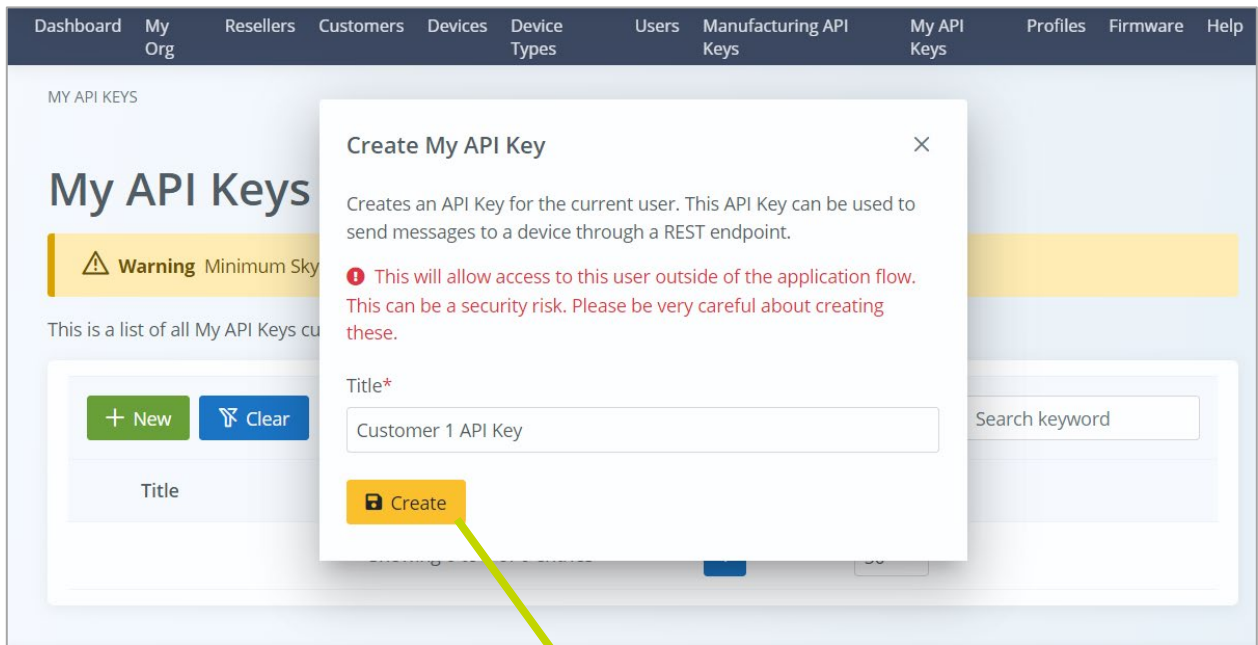 Dashboard My Org Resellers Customers Devices Device Types Users Manufacturing API Keys My API Keys Profiles Firmware Help
MY API KEYS
Create My API Key
My API Keys
Creates an API Key for the current user. This API Key can be used to
send messages to a device through a REST endpoint.
Warning Minimum Sky
This will allow access to this user outside of the application flow.
This can be a security risk. Please be very careful about creating
these.
This is a list of all My API Keys cu
Title*
+ New Clear
Customer 1 API Key
Search keyword
Title
Create